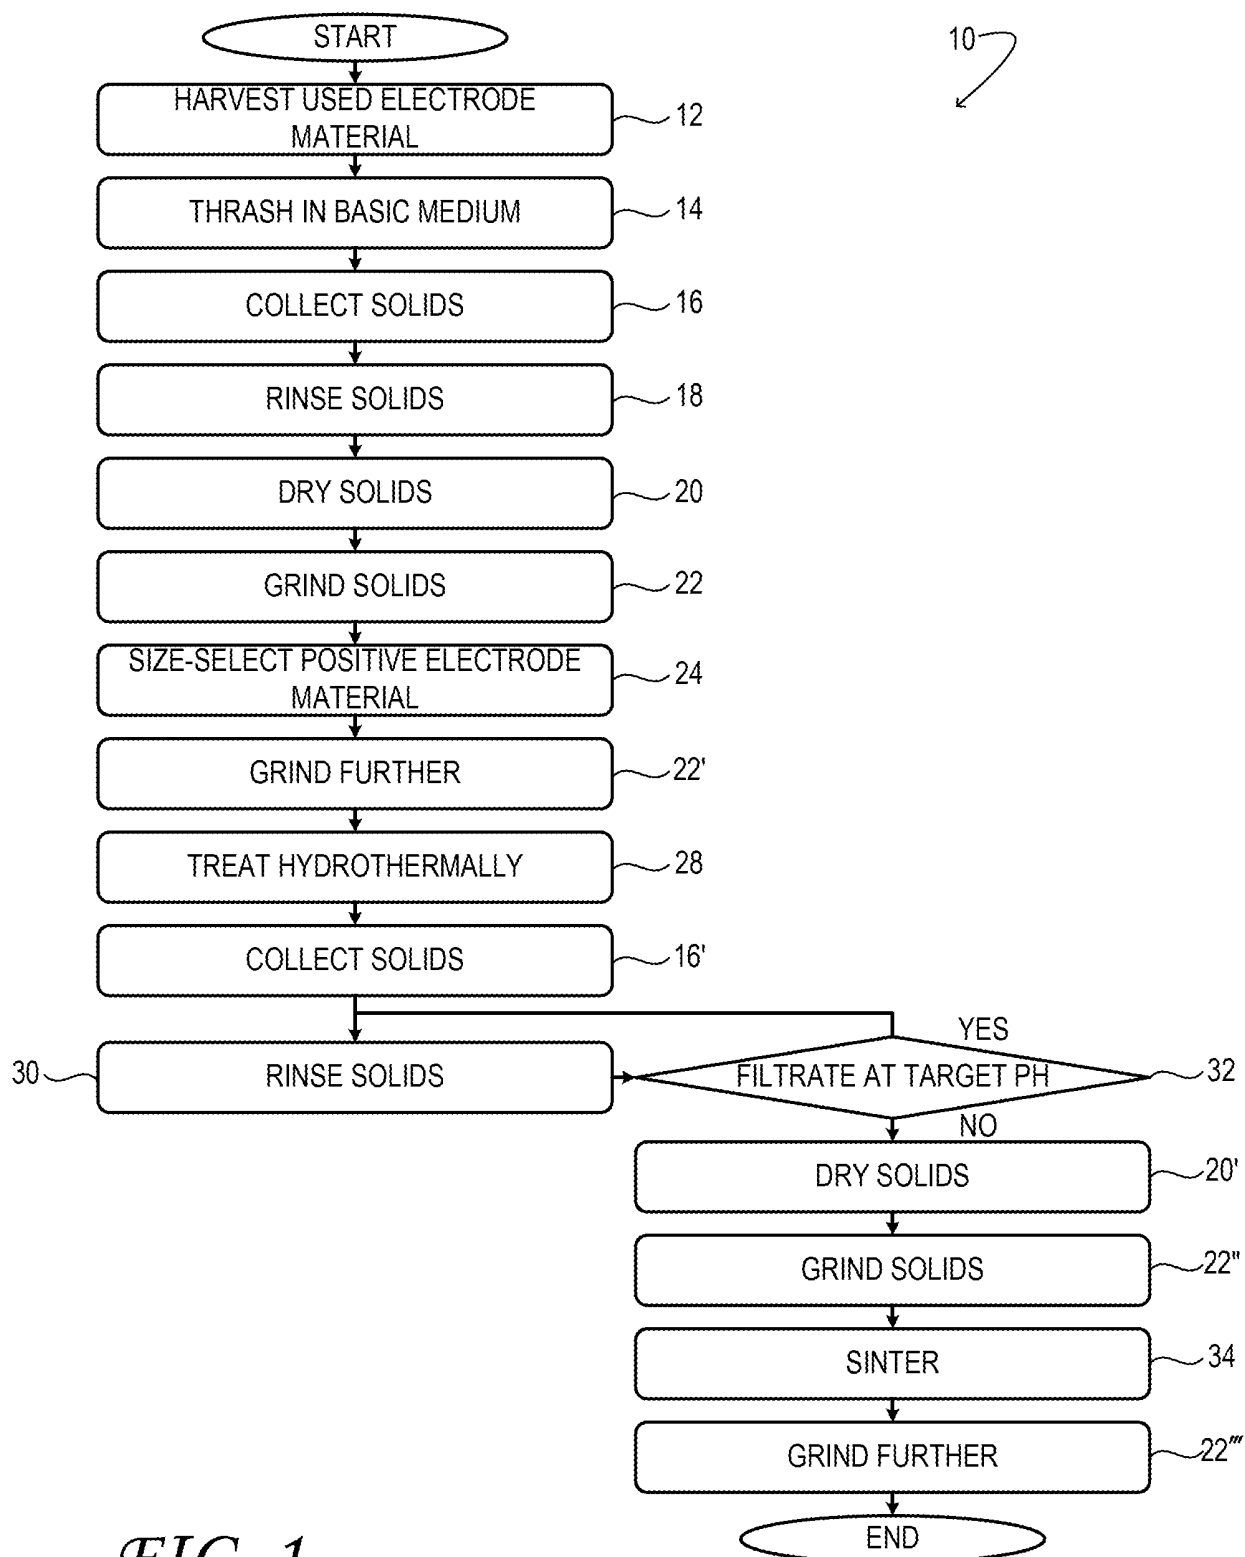 START
10
HARVEST USED ELECTRODE
MATERIAL
12
THRASH IN BASIC MEDIUM
14
COLLECT SOLIDS
16
RINSE SOLIDS
18
DRY SOLIDS
20
GRIND SOLIDS
22
SIZE-SELECT POSITIVE ELECTRODE
MATERIAL
24
GRIND FURTHER
22'
TREAT HYDROTHERMALLY
28
COLLECT SOLIDS
16'
YES
30
RINSE SOLIDS
FILTRATE AT TARGET PH
32
NO
DRY SOLIDS
20'
GRIND SOLIDS
22"
SINTER
34
GRIND FURTHER
22'''
END
FIG. 1